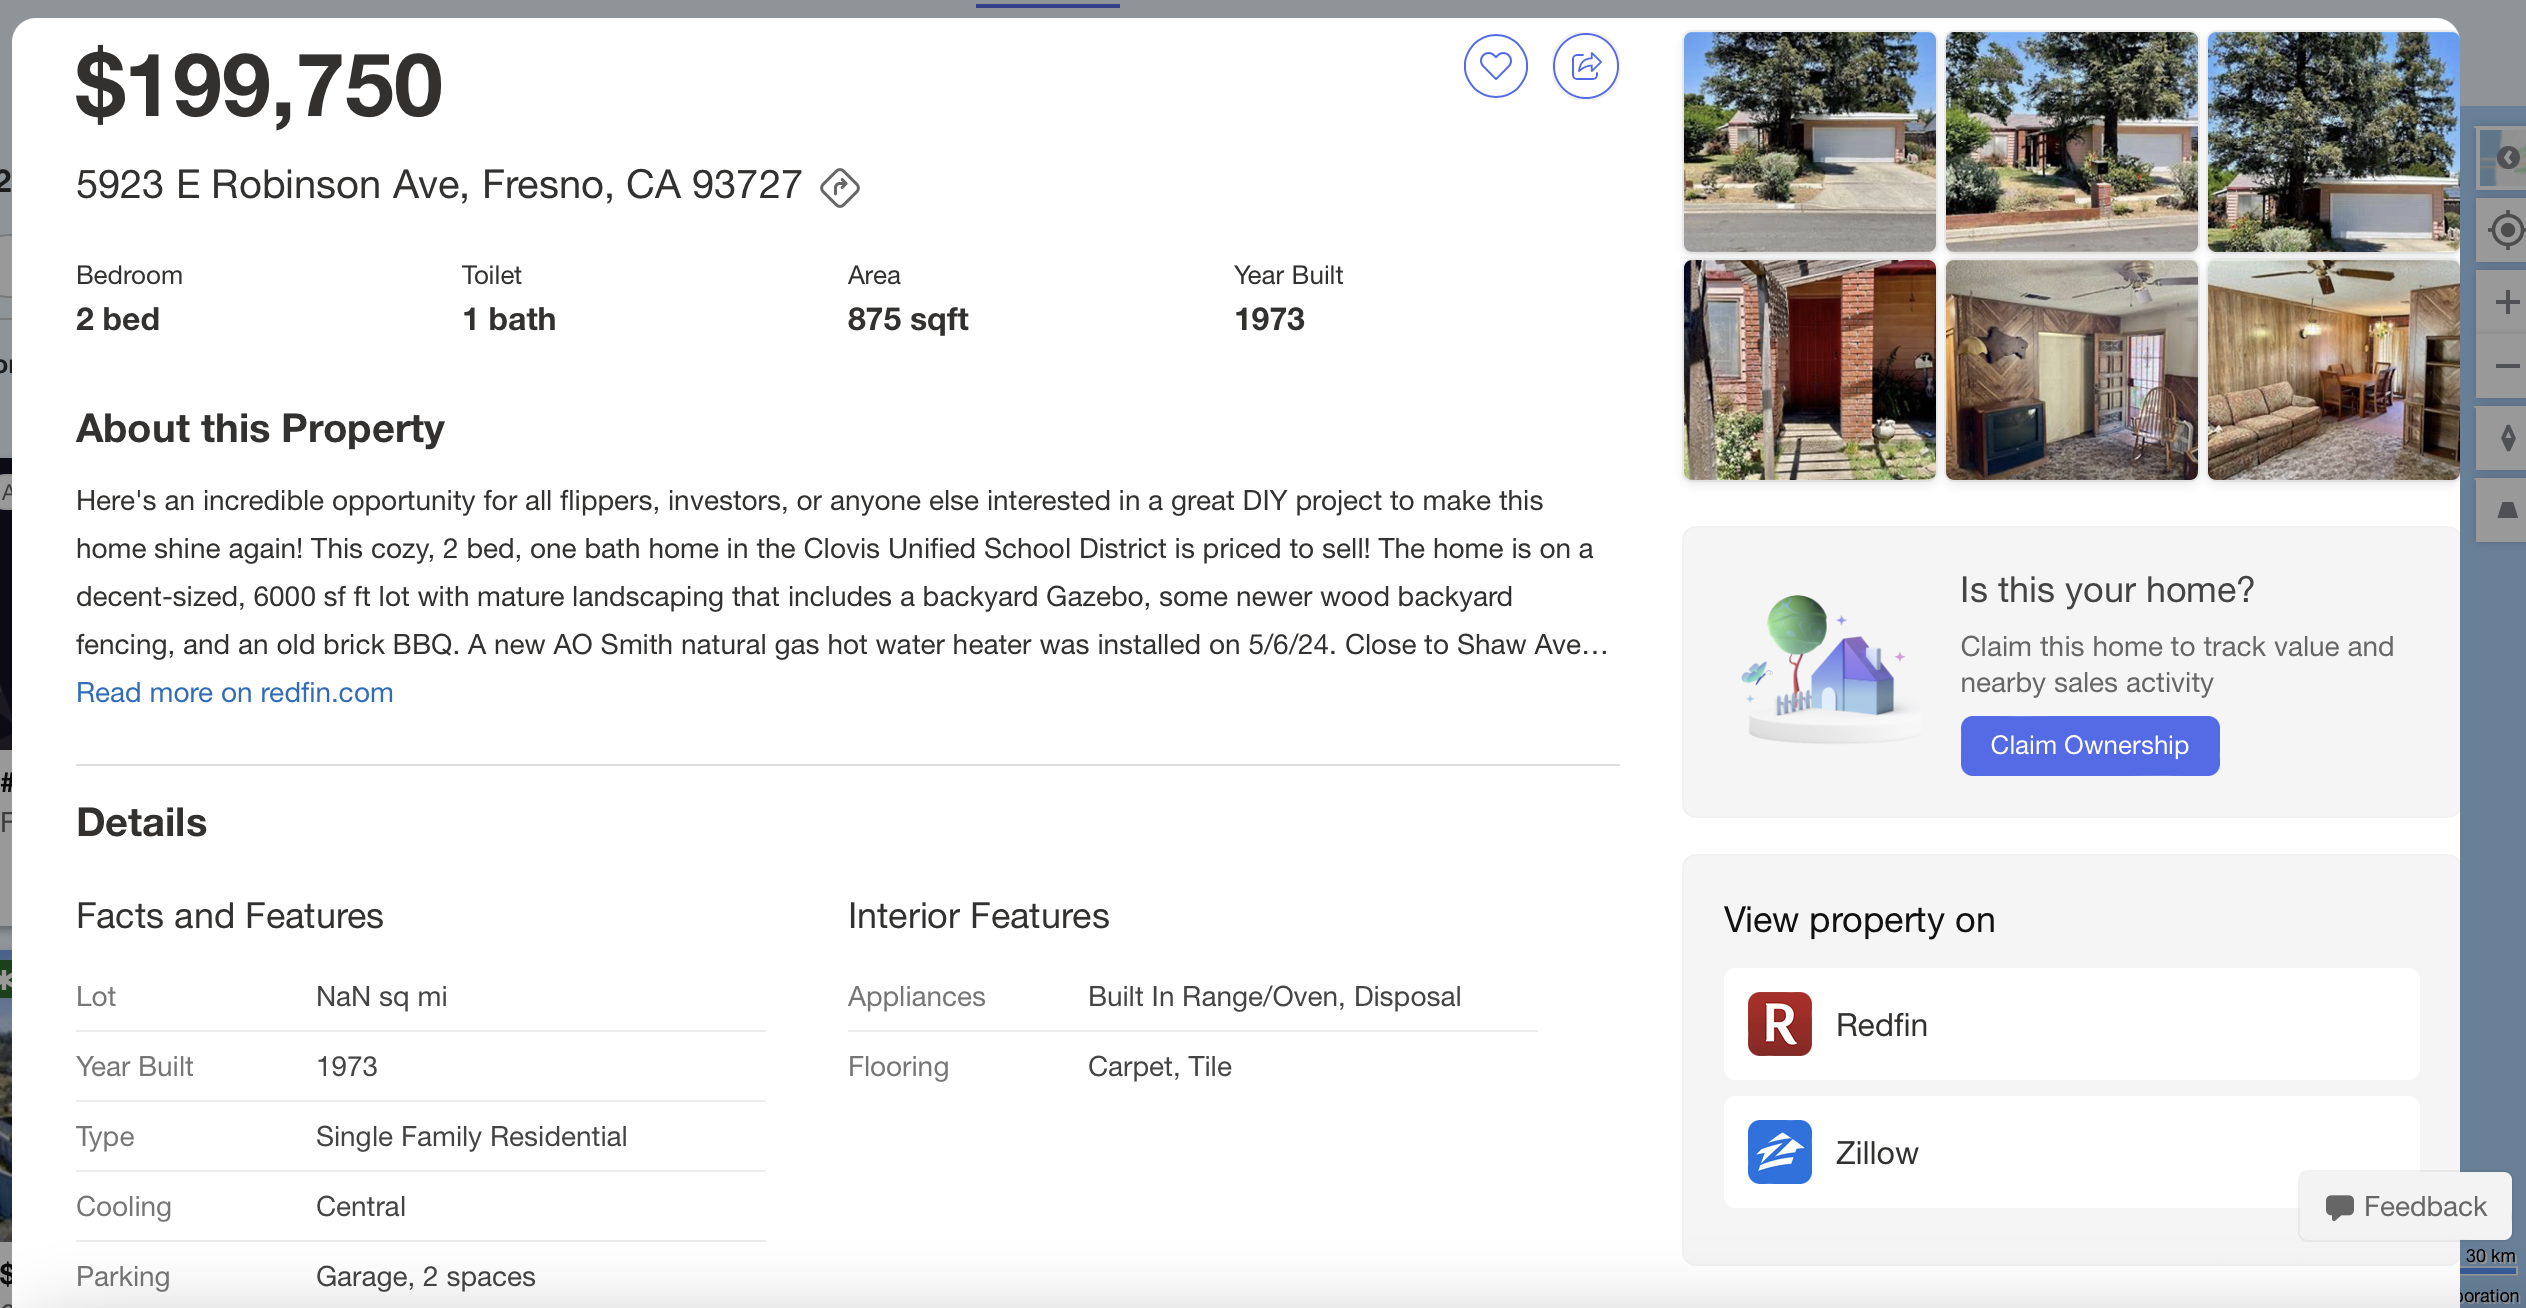 $199,750
5923 E Robinson Ave, Fresno, CA 93727
Bedroom
2 bed
Toilet
1 bath
Area
875 sqft
Year Built
1973
About this Property
Here's an incredible opportunity for all flippers, investors, or anyone else interested in a great DIY project to make this
home shine again! This cozy, 2 bed, one bath home in the Clovis Unified School District is priced to sell! The home is on a
decent-sized, 6000 sf ft lot with mature landscaping that includes a backyard Gazebo, some newer wood backyard
fencing, and an old brick BBQ. A new AO Smith natural gas hot water heater was installed on 5/6/24. Close to Shaw Ave...
Read more on redfin.com
Details
Facts and Features
Lot NaN sq mi
Year Built 1973
Type Single Family Residential
Cooling Central
Parking Garage, 2 spaces
Interior Features
Appliances Built In Range/Oven, Disposal
Flooring Carpet, Tile
Is this your home?
Claim this home to track value and
nearby sales activity
Claim Ownership
View property on
R Redfin
Zillow
Feedback
30 km